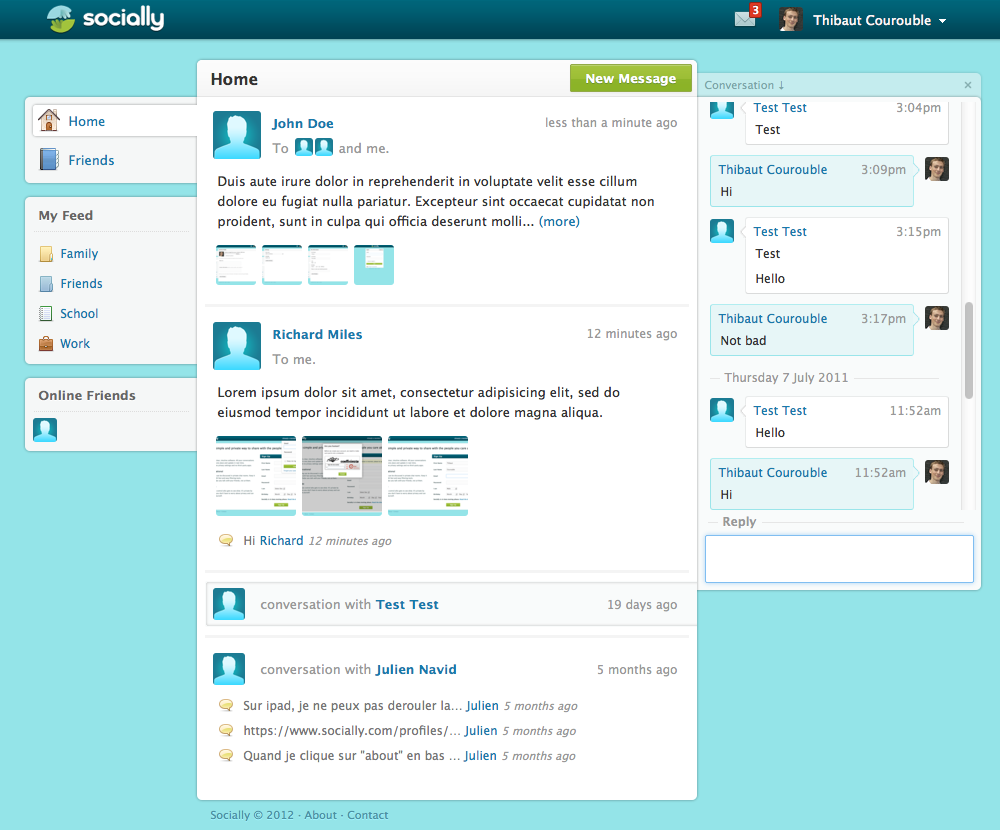 socially
3
Thibaut Courouble
Home
Friends
My Feed
Family
Friends
School
Work
Online Friends
Home
New Message
John Doe
less than a minute ago
To and me.
Duis aute irure dolor in reprehenderit in voluptate velit esse cillum
dolore eu fugiat nulla pariatur. Excepteur sint occaecat cupidatat non
proident, sunt in culpa qui officia deserunt molli... (more)
Richard Miles
12 minutes ago
To me.
Lorem ipsum dolor sit amet, consectetur adipisicing elit, sed do
eiusmod tempor incididunt ut labore et dolore magna aliqua.
Hi Richard 12 minutes ago
conversation with Test Test
19 days ago
conversation with Julien Navid
5 months ago
Sur ipad, je ne peux pas derouler la... Julien 5 months ago
https://www.socially.com/profiles/... Julien 5 months ago
Quand je clique sur "about" en bas ... Julien 5 months ago
Conversation ↓
×
Test Test 3:04pm
Test
Thibaut Courouble 3:09pm
Hi
Test Test 3:15pm
Test
Hello
Thibaut Courouble 3:17pm
Not bad
Thursday 7 July 2011
Test Test 11:52am
Hello
Thibaut Courouble 11:52am
Hi
Reply
Socially © 2012 - About - Contact